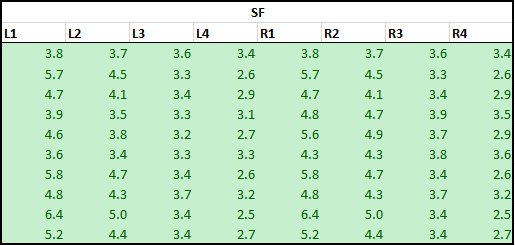 SF
L1 L2 L3 L4 R1 R2 R3 R4
3.8 3.7 3.6 3.4 3.8 3.7 3.6 3.4
5.7 4.5 3.3 2.6 5.7 4.5 3.3 2.6
4.7 4.1 3.4 2.9 4.7 4.1 3.4 2.9
3.9 3.5 3.3 3.1 4.8 4.7 3.9 3.5
4.6 3.8 3.2 2.7 5.6 4.9 3.7 2.9
3.6 3.4 3.3 3.3 4.3 4.3 3.8 3.6
5.8 4.7 3.4 2.6 5.8 4.7 3.4 2.6
4.8 4.3 3.7 3.2 4.8 4.3 3.7 3.2
6.4 5.0 3.4 2.5 6.4 5.0 3.4 2.5
5.2 4.4 3.4 2.7 5.2 4.4 3.4 2.7